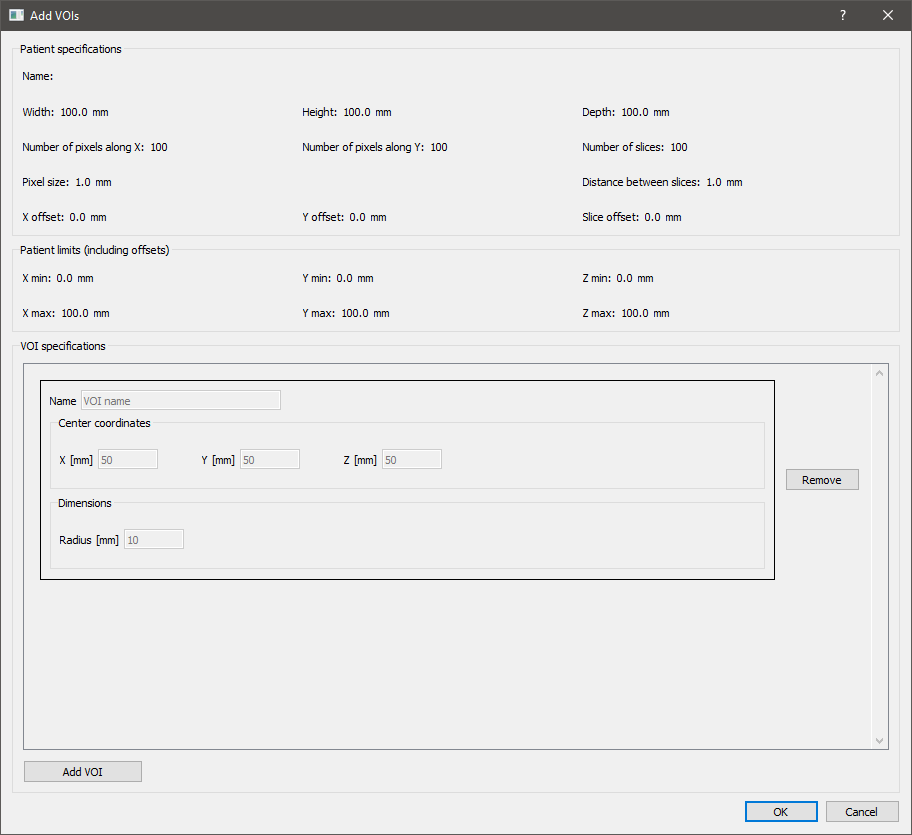 Add VOIs ?
Patient specifications
Name:
Width: 100.0 mm Height: 100.0 mm Depth: 100.0 mm
Number of pixels along X: 100 Number of pixels along Y: 100 Number of slices: 100
Pixel size: 1.0 mm Distance between slices: 1.0 mm
X offset: 0.0 mm Y offset: 0.0 mm Slice offset: 0.0 mm
Patient limits (including offsets)
X min: 0.0 mm Y min: 0.0 mm Z min: 0.0 mm
X max: 100.0 mm Y max: 100.0 mm Z max: 100.0 mm
VOI specifications
Name VOI name
Center coordinates
X [mm] 50 Y [mm] 50 Z [mm] 50
Remove
Dimensions
Radius [mm] 10
Add VOI
OK Cancel